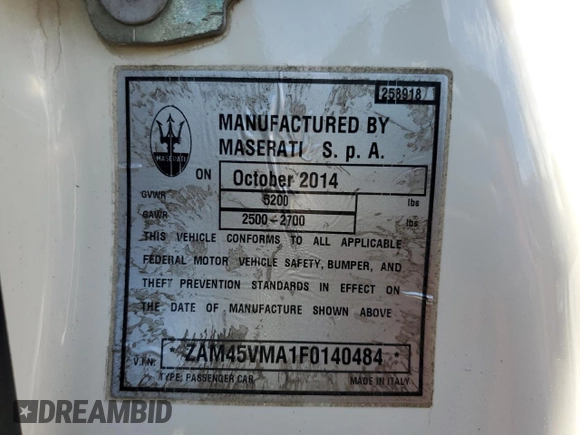 258918
MANUFACTURED BY
MASERATI S. p. A.
MASERATI
ON October 2014
GVWR 5200 lbs
GAWR 2500-2700 lbs
THIS VEHICLE CONFORMS TO ALL APPLICABLE
FEDERAL MOTOR VEHICLE SAFETY, BUMPER, AND
THEFT PREVENTION STANDARDS IN EFFECT ON
THE DATE OF MANUFACTURE SHOWN ABOVE
V.I.N. * ZAM45VMA1F0140484 *
TYPE: PASSENGER CAR MADE IN ITALY
DREAMBID